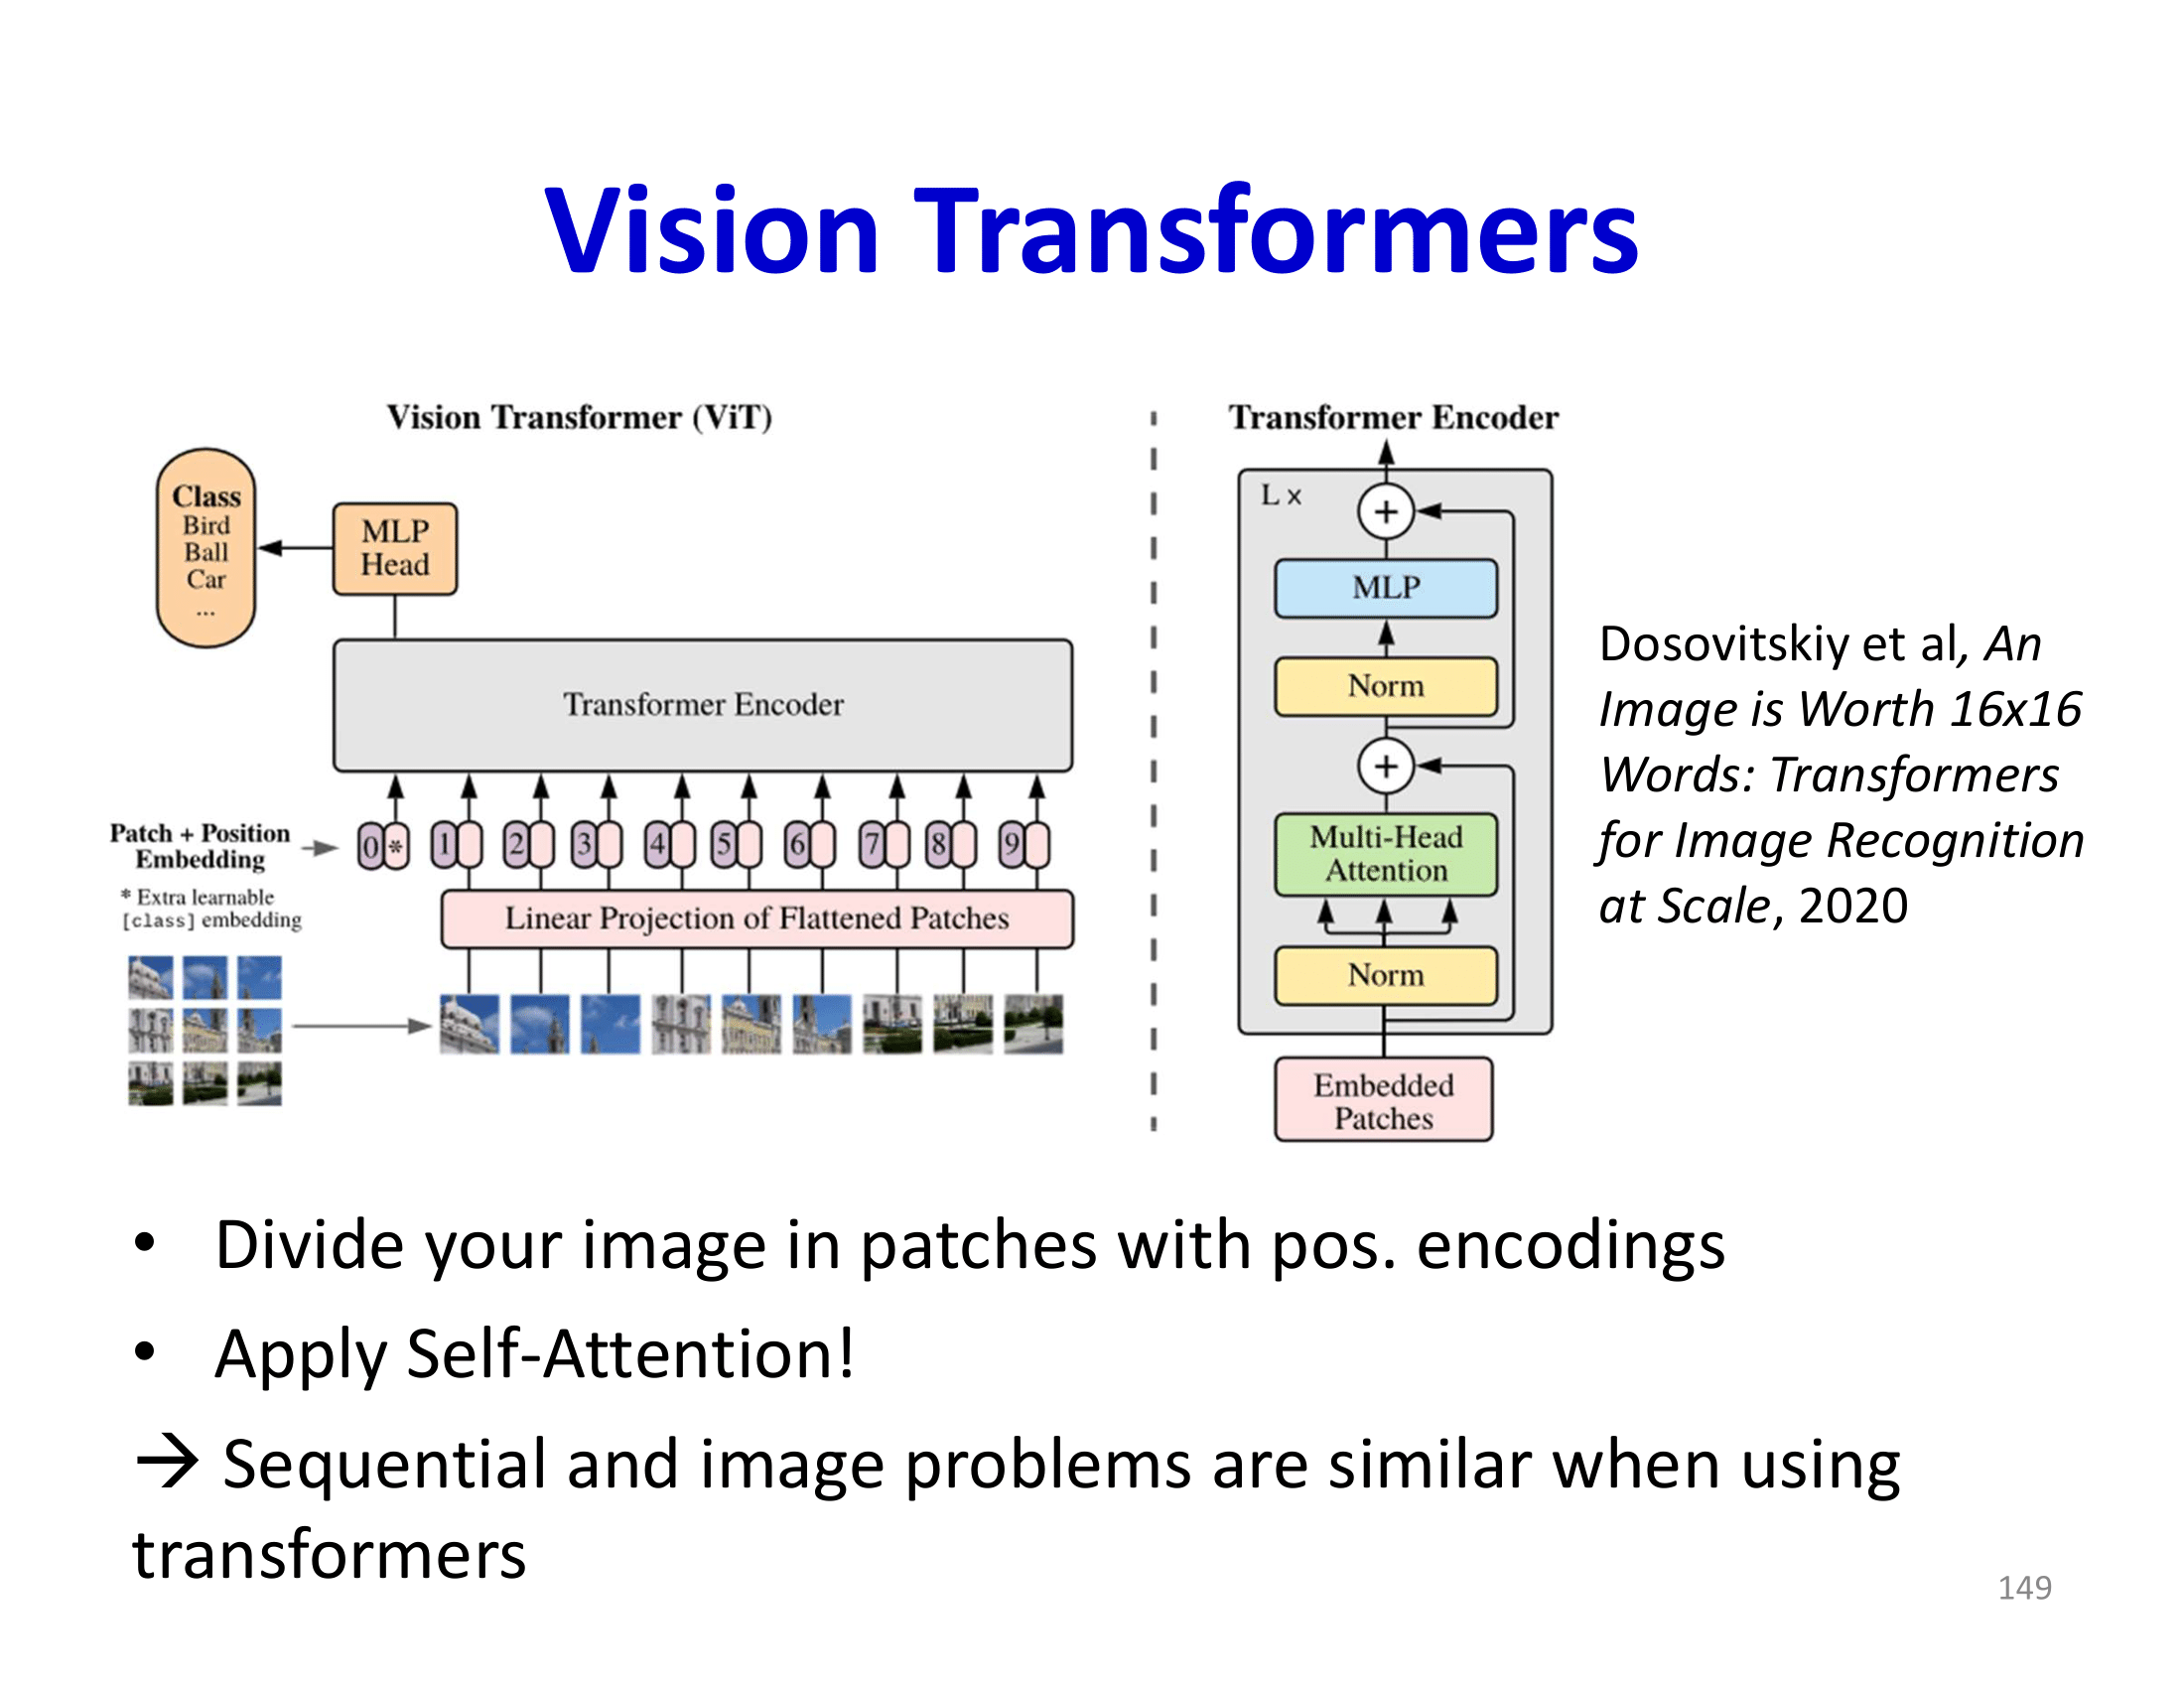 Vision Transformers
Vision Transformer (ViT)
Class
Bird
Ball
Car
...
MLP
Head
Transformer Encoder
Patch + Position
Embedding
0 * 1 2 3 4 5 6 7 8 9
* Extra learnable
[class] embedding
Linear Projection of Flattened Patches
Transformer Encoder
L x
+
MLP
Norm
+
Multi-Head
Attention
Norm
Embedded
Patches
Dosovitskiy et al, An
Image is Worth 16x16
Words: Transformers
for Image Recognition
at Scale, 2020
• Divide your image in patches with pos. encodings
• Apply Self-Attention!
→ Sequential and image problems are similar when using
transformers
149